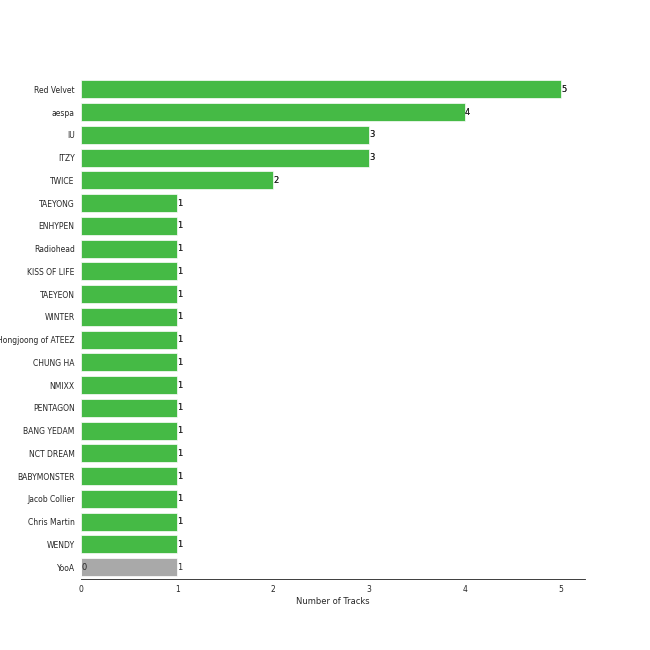 Red Velvet 5
aespa 4
IU 3
ITZY 3
TWICE 2
TAEYONG 1
ENHYPEN 1
Radiohead 1
KISS OF LIFE 1
TAEYEON 1
WINTER 1
Hongjoong of ATEEZ 1
CHUNG HA 1
NMIXX 1
PENTAGON 1
BANG YEDAM 1
NCT DREAM 1
BABYMONSTER 1
Jacob Collier 1
Chris Martin 1
WENDY 1
YooA 0 1
0 1 2 3 4 5
Number of Tracks